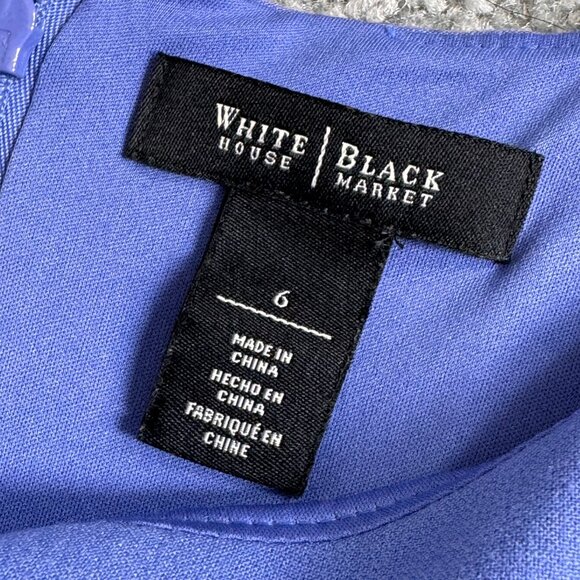 WHITE | BLACK
HOUSE | MARKET
6
MADE IN
CHINA
HECHO EN
CHINA
FABRIQUÉ EN
CHINE